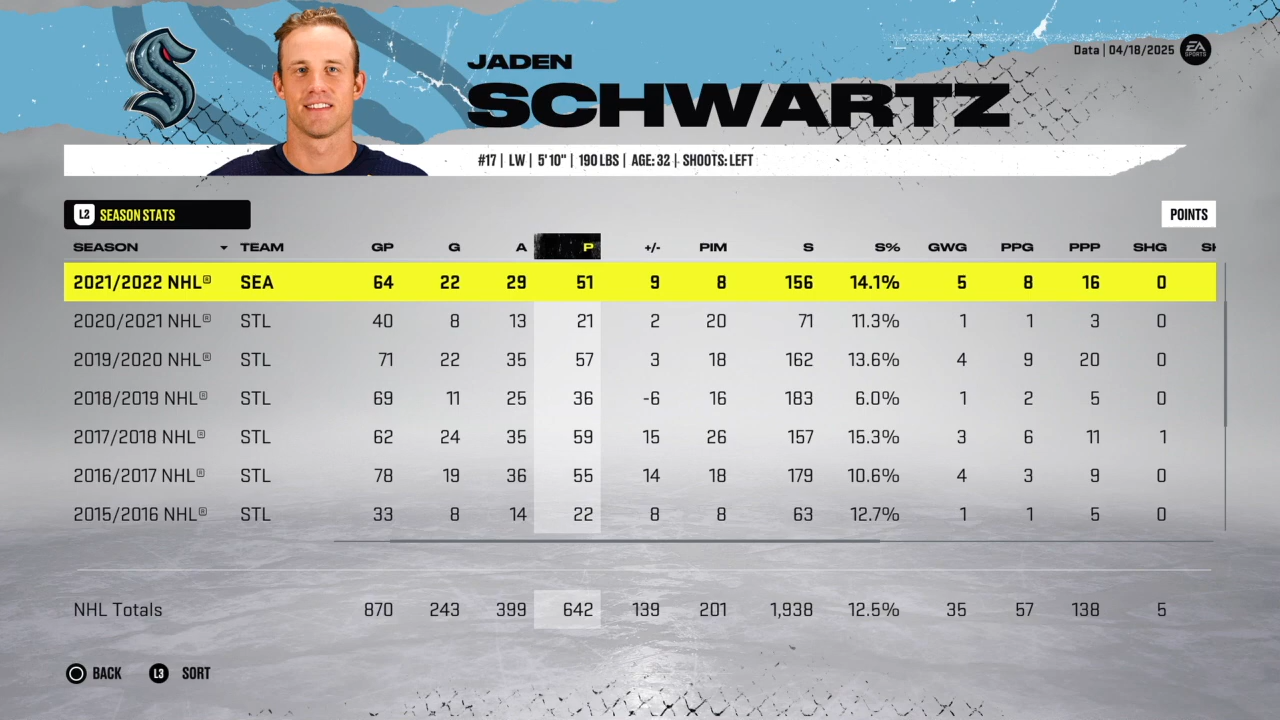 JADEN
SCHWARTZ
Data | 04/18/2025 EA SPORTS
#17 | LW | 5'10" | 190 LBS | AGE: 32 | SHOOTS: LEFT
L2 SEASON STATS POINTS
SEASON TEAM GP G A P +/- PIM S S% GWG PPG PPP SHG
2021/2022 NHL® SEA 64 22 29 51 9 8 156 14.1% 5 8 16 0
2020/2021 NHL® STL 40 8 13 21 2 20 71 11.3% 1 1 3 0
2019/2020 NHL® STL 71 22 35 57 3 18 162 13.6% 4 9 20 0
2018/2019 NHL® STL 69 11 25 36 -6 16 183 6.0% 1 2 5 0
2017/2018 NHL® STL 62 24 35 59 15 26 157 15.3% 3 6 11 1
2016/2017 NHL® STL 78 19 36 55 14 18 179 10.6% 4 3 9 0
2015/2016 NHL® STL 33 8 14 22 8 8 63 12.7% 1 1 5 0
NHL Totals 870 243 399 642 139 201 1,938 12.5% 35 57 138 5
BACK L3 SORT